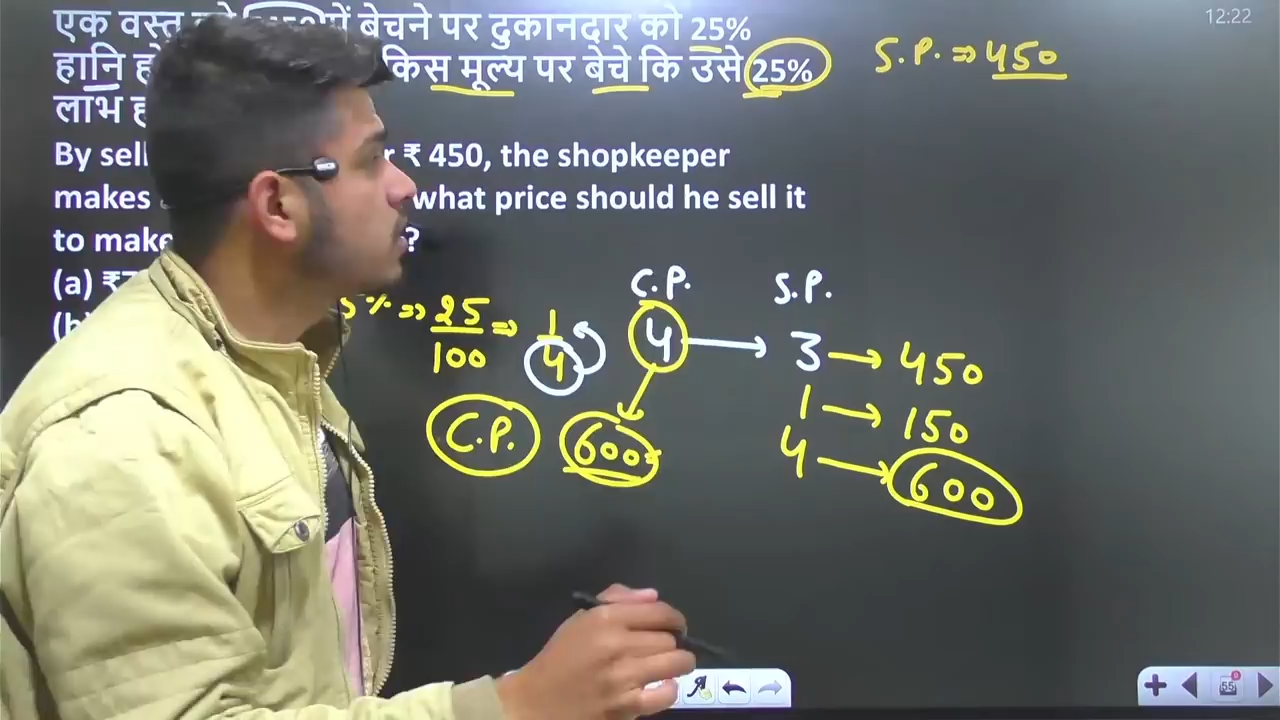 एक वस्तु में बेचने पर दुकानदार को 25%
हानि किस मूल्य पर बेचे कि उसे 25%
लाभ
By ₹ 450, the shopkeeper
makes what price should he sell it
to make ?
(a)
S.P. ⇒ 450
% ⇒ 25/100 ⇒ 1/4
C.P. S.P.
4 → 3 → 450
1 → 150
4 → 600
C.P. 600
12:22